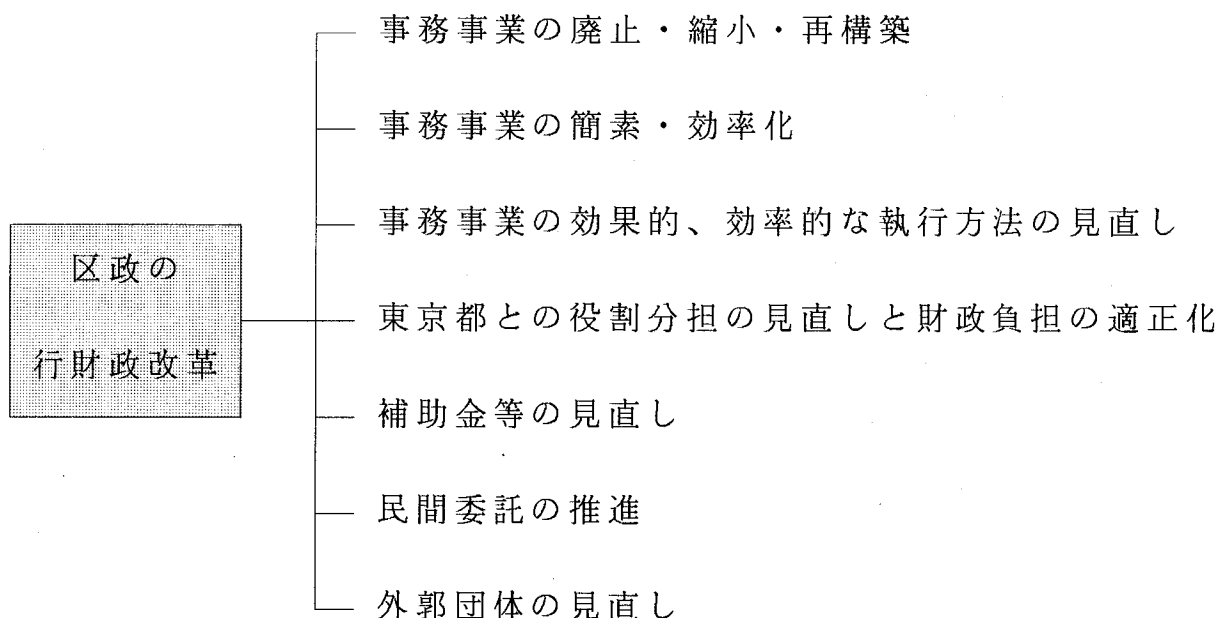 事務事業の廃止・縮小・再構築
事務事業の簡素・効率化
事務事業の効果的、効率的な執行方法の見直し
区政の
行財政改革
東京都との役割分担の見直しと財政負担の適正化
補助金等の見直し
民間委託の推進
外郭団体の見直し